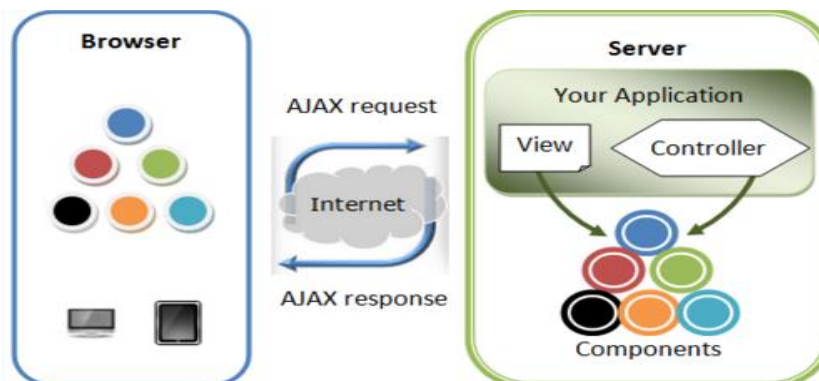 Browser
AJAX request
Internet
AJAX response
Server
Your Application
View
Controller
Components